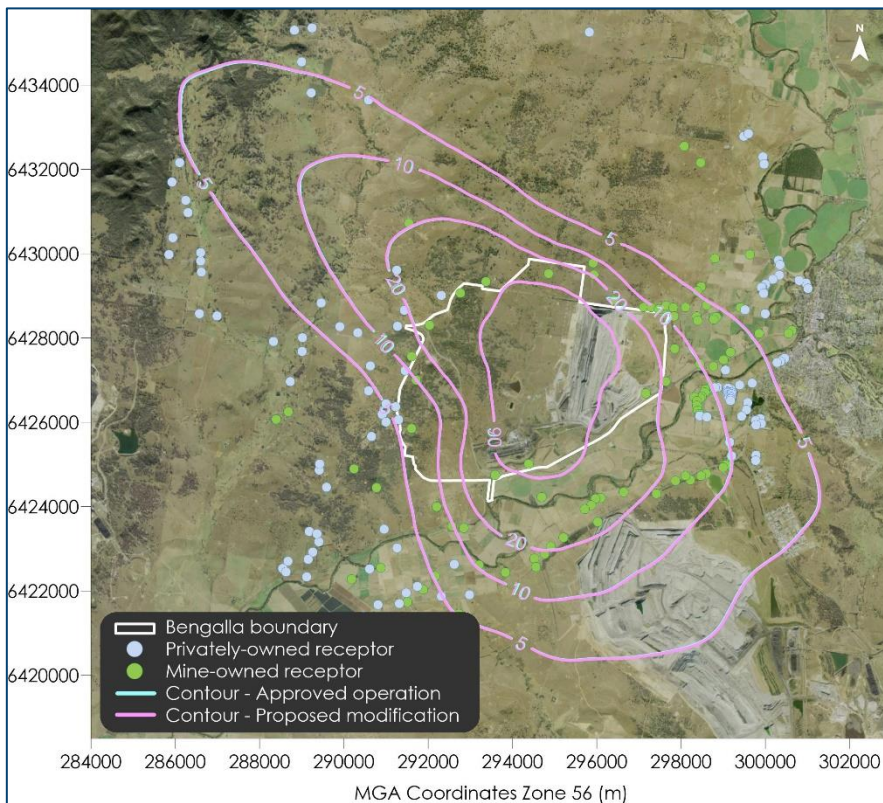 N
6434000
5
6432000
10
5
6430000
5
20
20
10
6428000
10
6426000
90
5
6424000
20
6422000
10
5
6420000
Bengalla boundary
Privately-owned receptor
Mine-owned receptor
Contour - Approved operation
Contour - Proposed modification
284000 286000 288000 290000 292000 294000 296000 298000 300000 302000
MGA Coordinates Zone 56 (m)